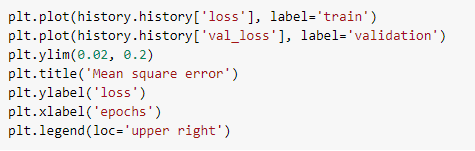 plt.plot(history.history['loss'], label='train')
plt.plot(history.history['val_loss'], label='validation')
plt.ylim(0.02, 0.2)
plt.title('Mean square error')
plt.ylabel('loss')
plt.xlabel('epochs')
plt.legend(loc='upper right')